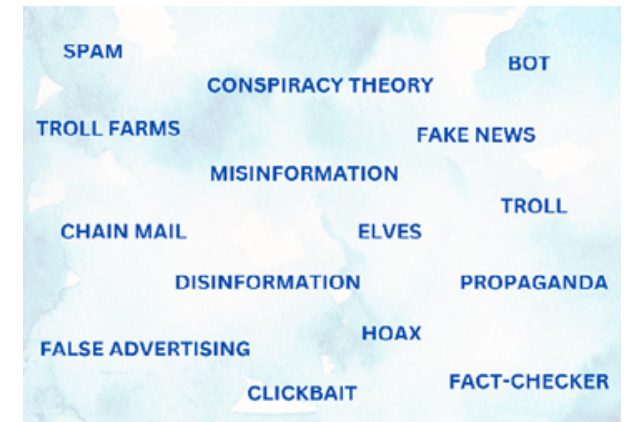 SPAM
BOT
CONSPIRACY THEORY
TROLL FARMS
FAKE NEWS
MISINFORMATION
TROLL
CHAIN MAIL
ELVES
DISINFORMATION
PROPAGANDA
HOAX
FALSE ADVERTISING
FACT-CHECKER
CLICKBAIT